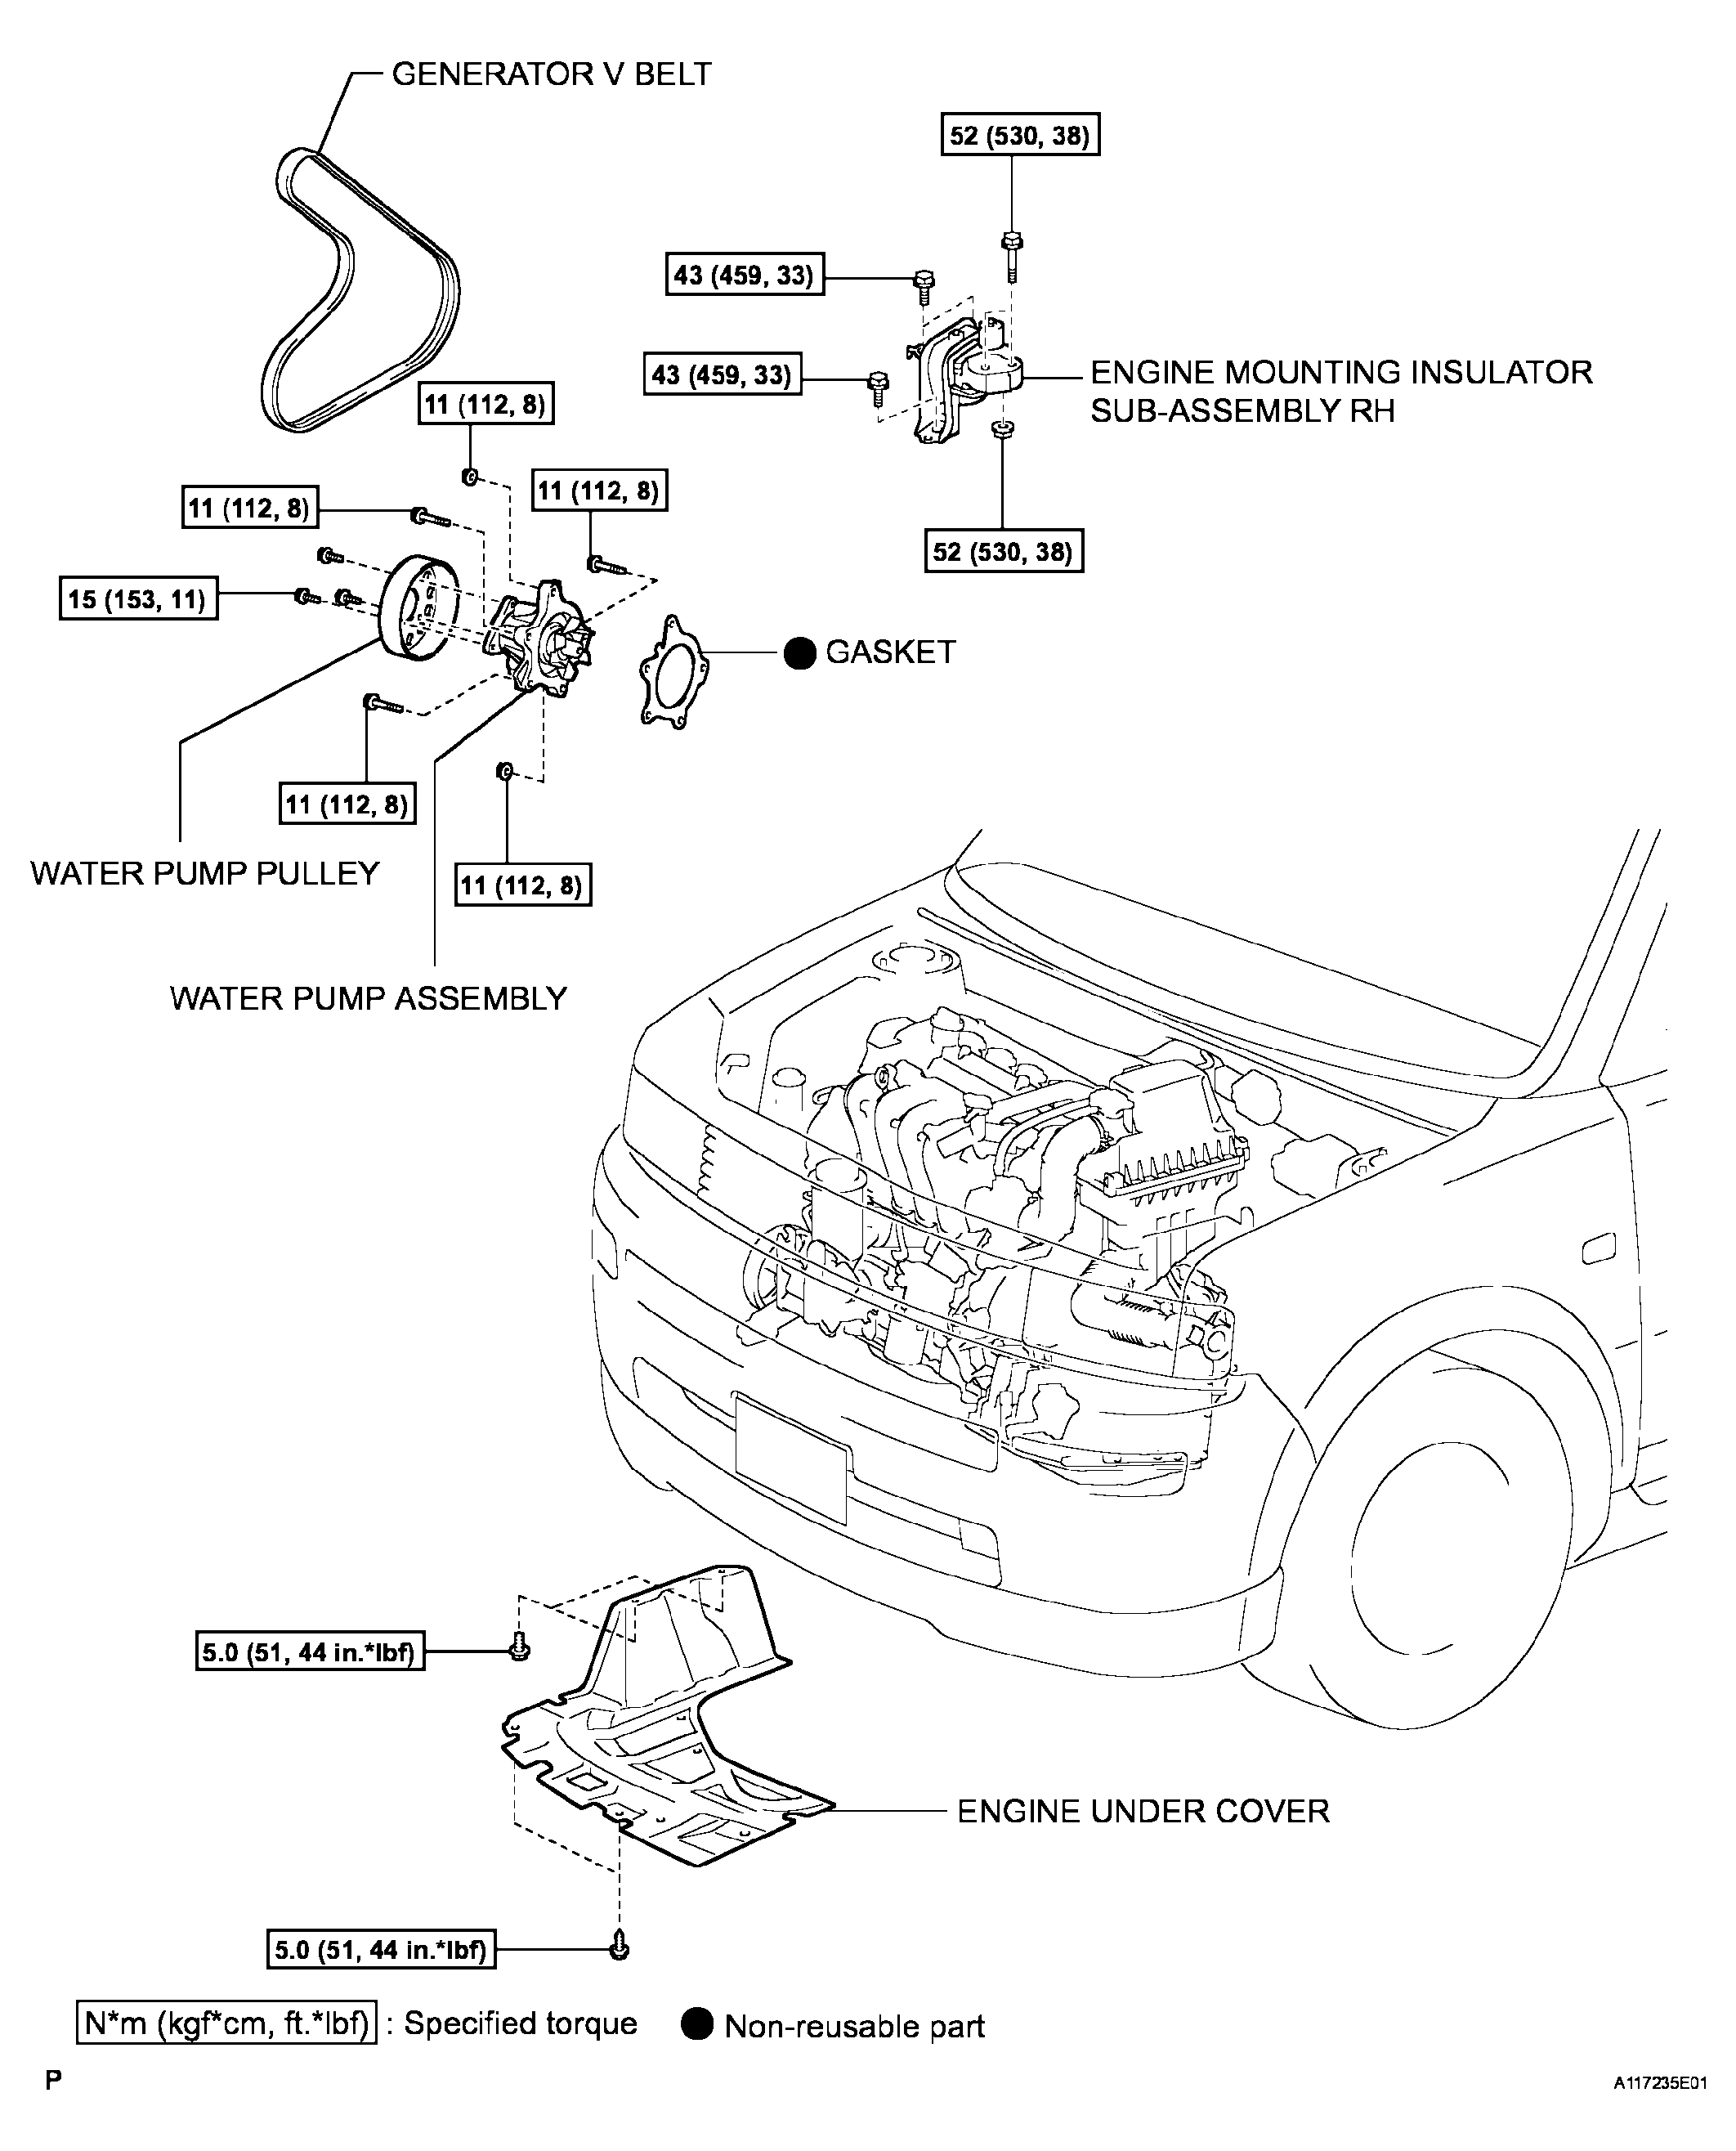 GENERATOR V BELT
52 (530, 38)
43 (459, 33)
43 (459, 33)
ENGINE MOUNTING INSULATOR
SUB-ASSEMBLY RH
11 (112, 8)
11 (112, 8)
11 (112, 8)
52 (530, 38)
15 (153, 11)
GASKET
11 (112, 8)
WATER PUMP PULLEY
11 (112, 8)
WATER PUMP ASSEMBLY
5.0 (51, 44 in.*lbf)
ENGINE UNDER COVER
5.0 (51, 44 in.*lbf)
N*m (kgf*cm, ft.*lbf) : Specified torque
Non-reusable part
P
A117235E01